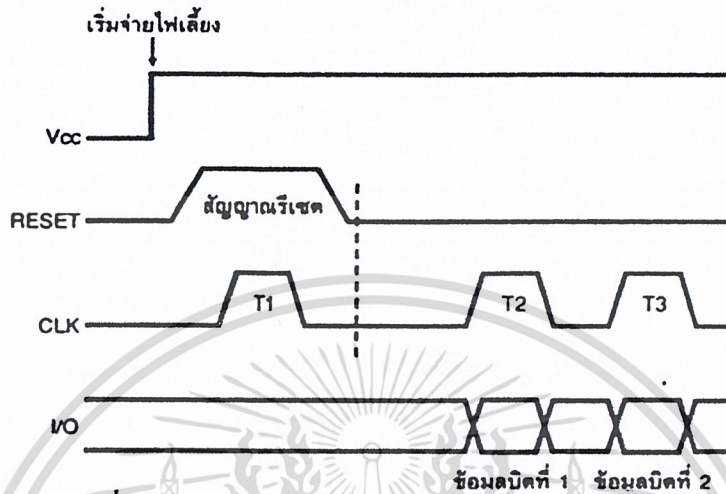 เริ่มจ่ายไฟเลี้ยง
Vcc
RESET
สัญญาณรีเซต
CLK
T1
T2
T3
I/O
ข้อมูลบิตที่ 1 ข้อมูลบิตที่ 2